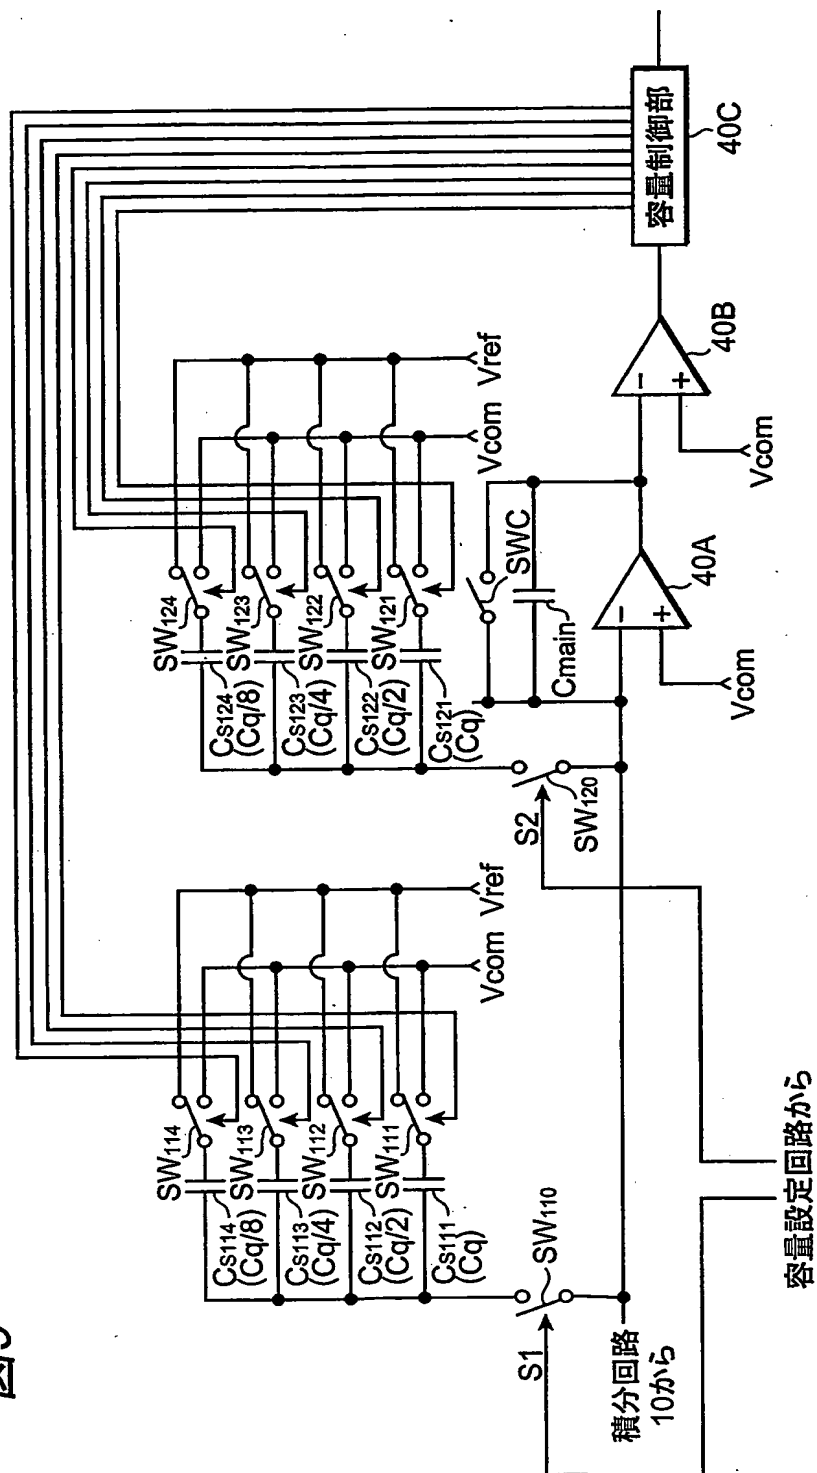 容量制御部
40C
Vref
Vcom
40B
Vcom
SW124
SW123
SW122
SW121
SWC
Cmain
40A
Vcom
Cs124
(Cq/8)
Cs123
(Cq/4)
Cs122
(Cq/2)
Cs121
(Cq)
SW120
S2
Vref
Vcom
SW114
SW113
SW112
SW111
Cs114
(Cq/8)
Cs113
(Cq/4)
Cs112
(Cq/2)
Cs111
(Cq)
SW110
S1
積分回路
10から
容量設定回路から